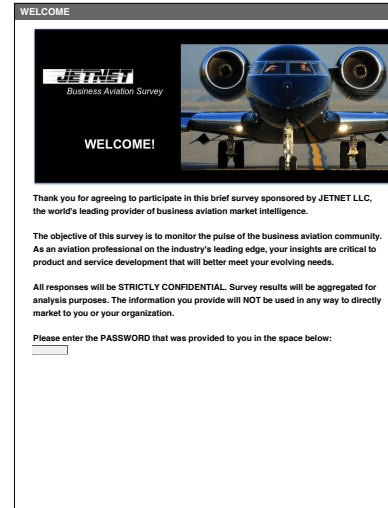 WELCOME
JETNET
Business Aviation Survey
WELCOME!
Thank you for agreeing to participate in this brief survey sponsored by JETNET LLC,
the world's leading provider of business aviation market intelligence.
The objective of this survey is to monitor the pulse of the business aviation community.
As an aviation professional on the industry's leading edge, your insights are critical to
product and service development that will better meet your evolving needs.
All responses will be STRICTLY CONFIDENTIAL. Survey results will be aggregated for
analysis purposes. The information you provide will NOT be used in any way to directly
market to you or your organization.
Please enter the PASSWORD that was provided to you in the space below: